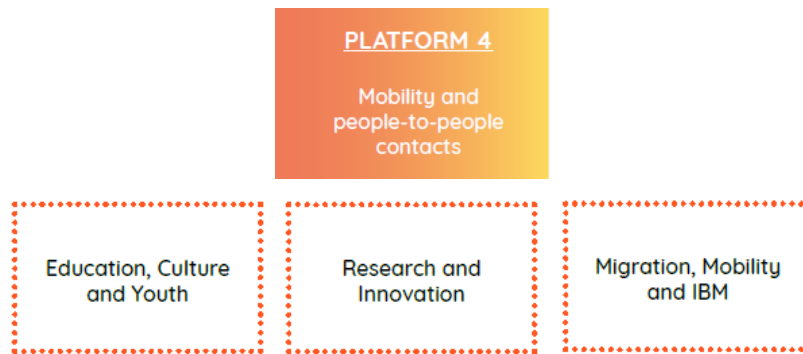 PLATFORM 4
Mobility and
people-to-people
contacts
Education, Culture
and Youth
Research and
Innovation
Migration, Mobility
and IBM